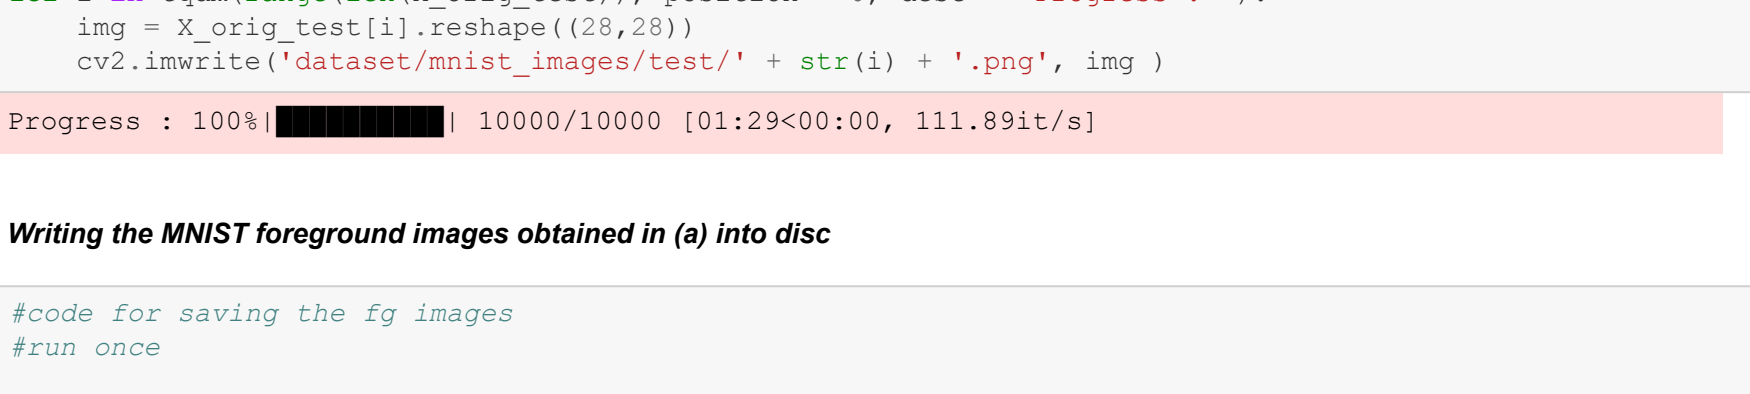 img = X_orig_test[i].reshape((28,28))
cv2.imwrite('dataset/mnist_images/test/' + str(i) + '.png', img )
Progress : 100%|██████████| 10000/10000 [01:29<00:00, 111.89it/s]
Writing the MNIST foreground images obtained in (a) into disc
#code for saving the fg images
#run once